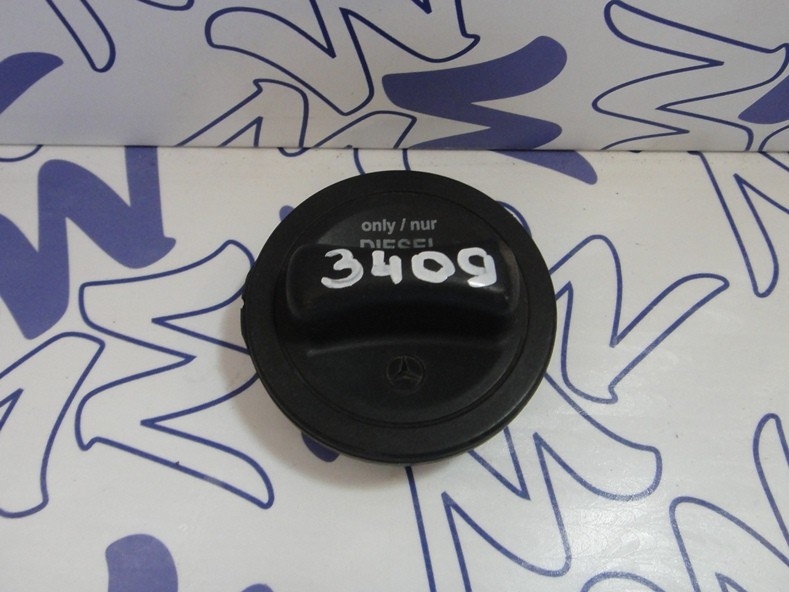 only / nur
DIESEL
3409